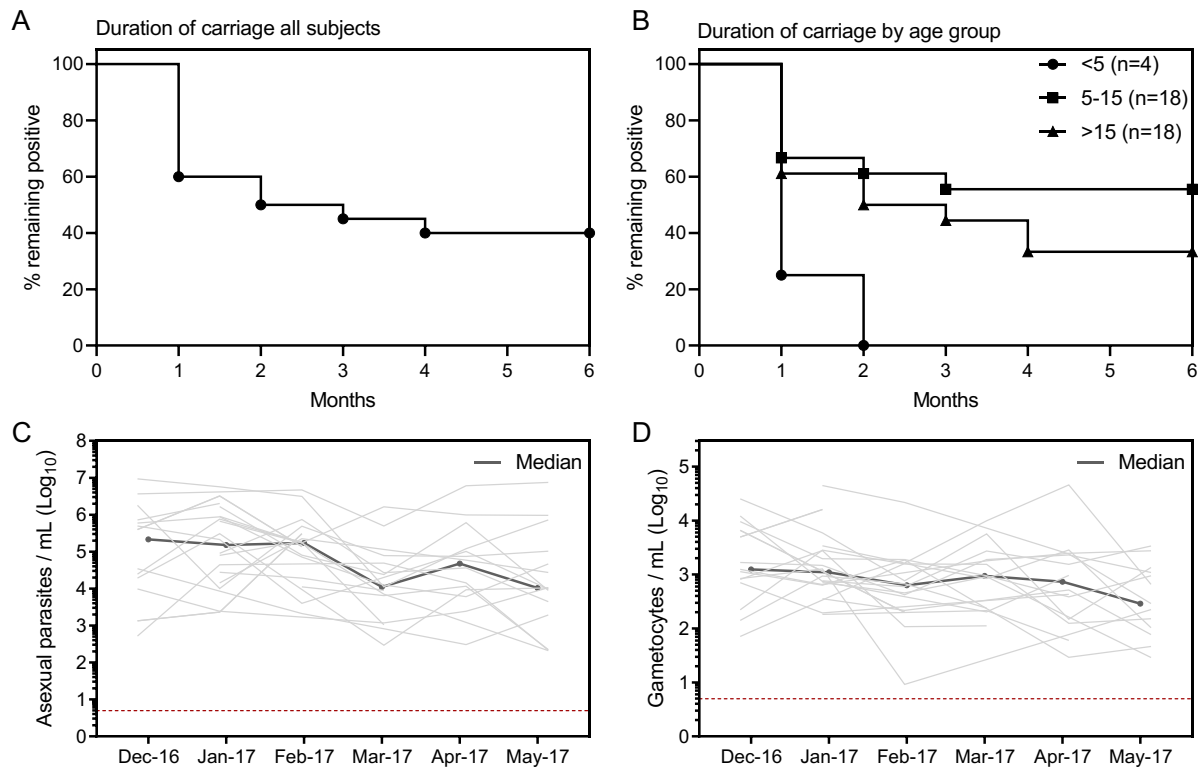 A
Duration of carriage all subjects
% remaining positive
100
80
60
40
20
0
0 1 2 3 4 5 6
Months
B
Duration of carriage by age group
<5 (n=4)
5-15 (n=18)
>15 (n=18)
% remaining positive
100
80
60
40
20
0
0 1 2 3 4 5 6
Months
C
Median
Asexual parasites / mL (Log10)
8
7
6
5
4
3
2
1
0
Dec-16 Jan-17 Feb-17 Mar-17 Apr-17 May-17
D
Median
Gametocytes / mL (Log10)
5
4
3
2
1
0
Dec-16 Jan-17 Feb-17 Mar-17 Apr-17 May-17